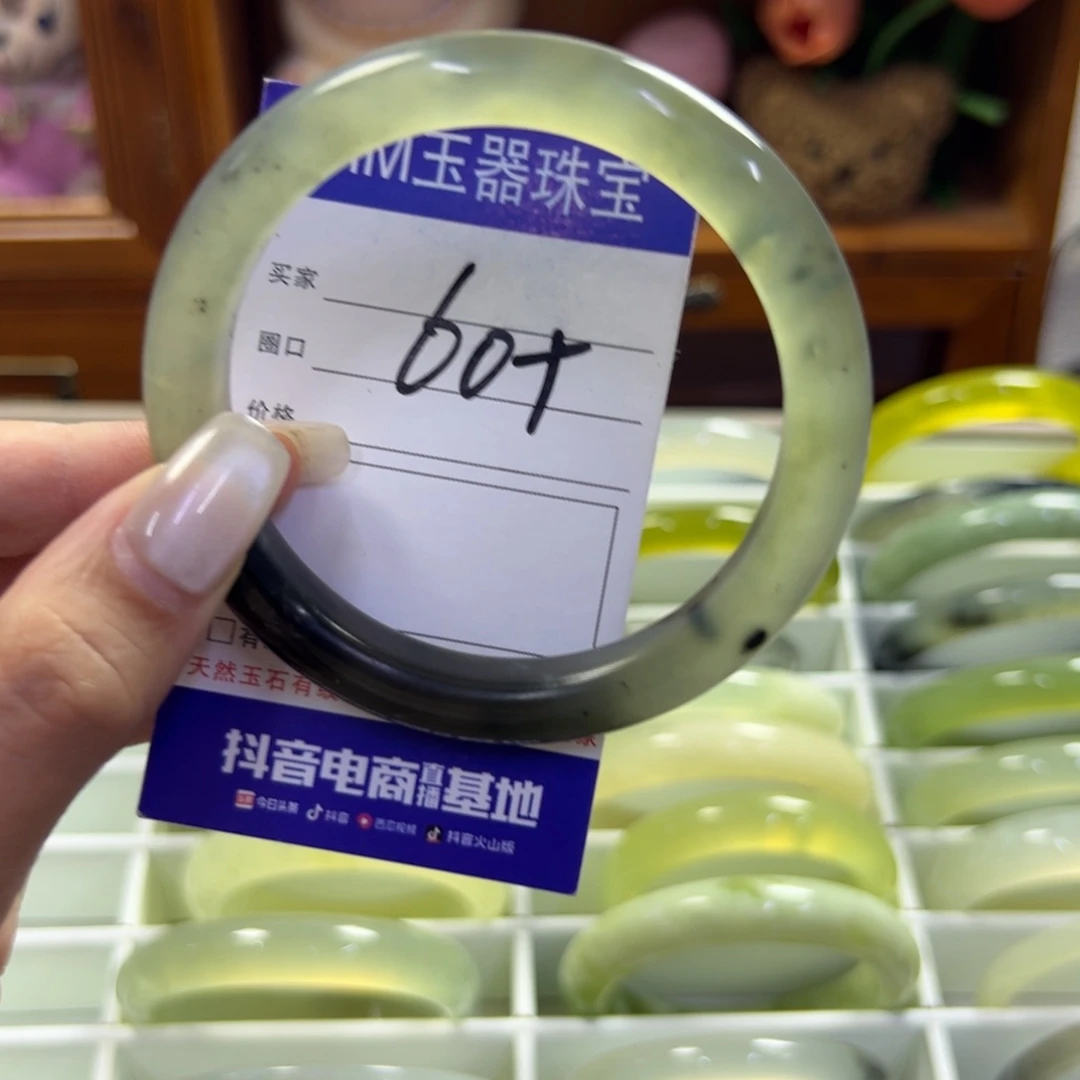 M玉器珠宝
买家
圈口
60+
价格
□有
天然玉石有
抖音电商直播基地
今日头条 抖音 西瓜视频 抖音火山版